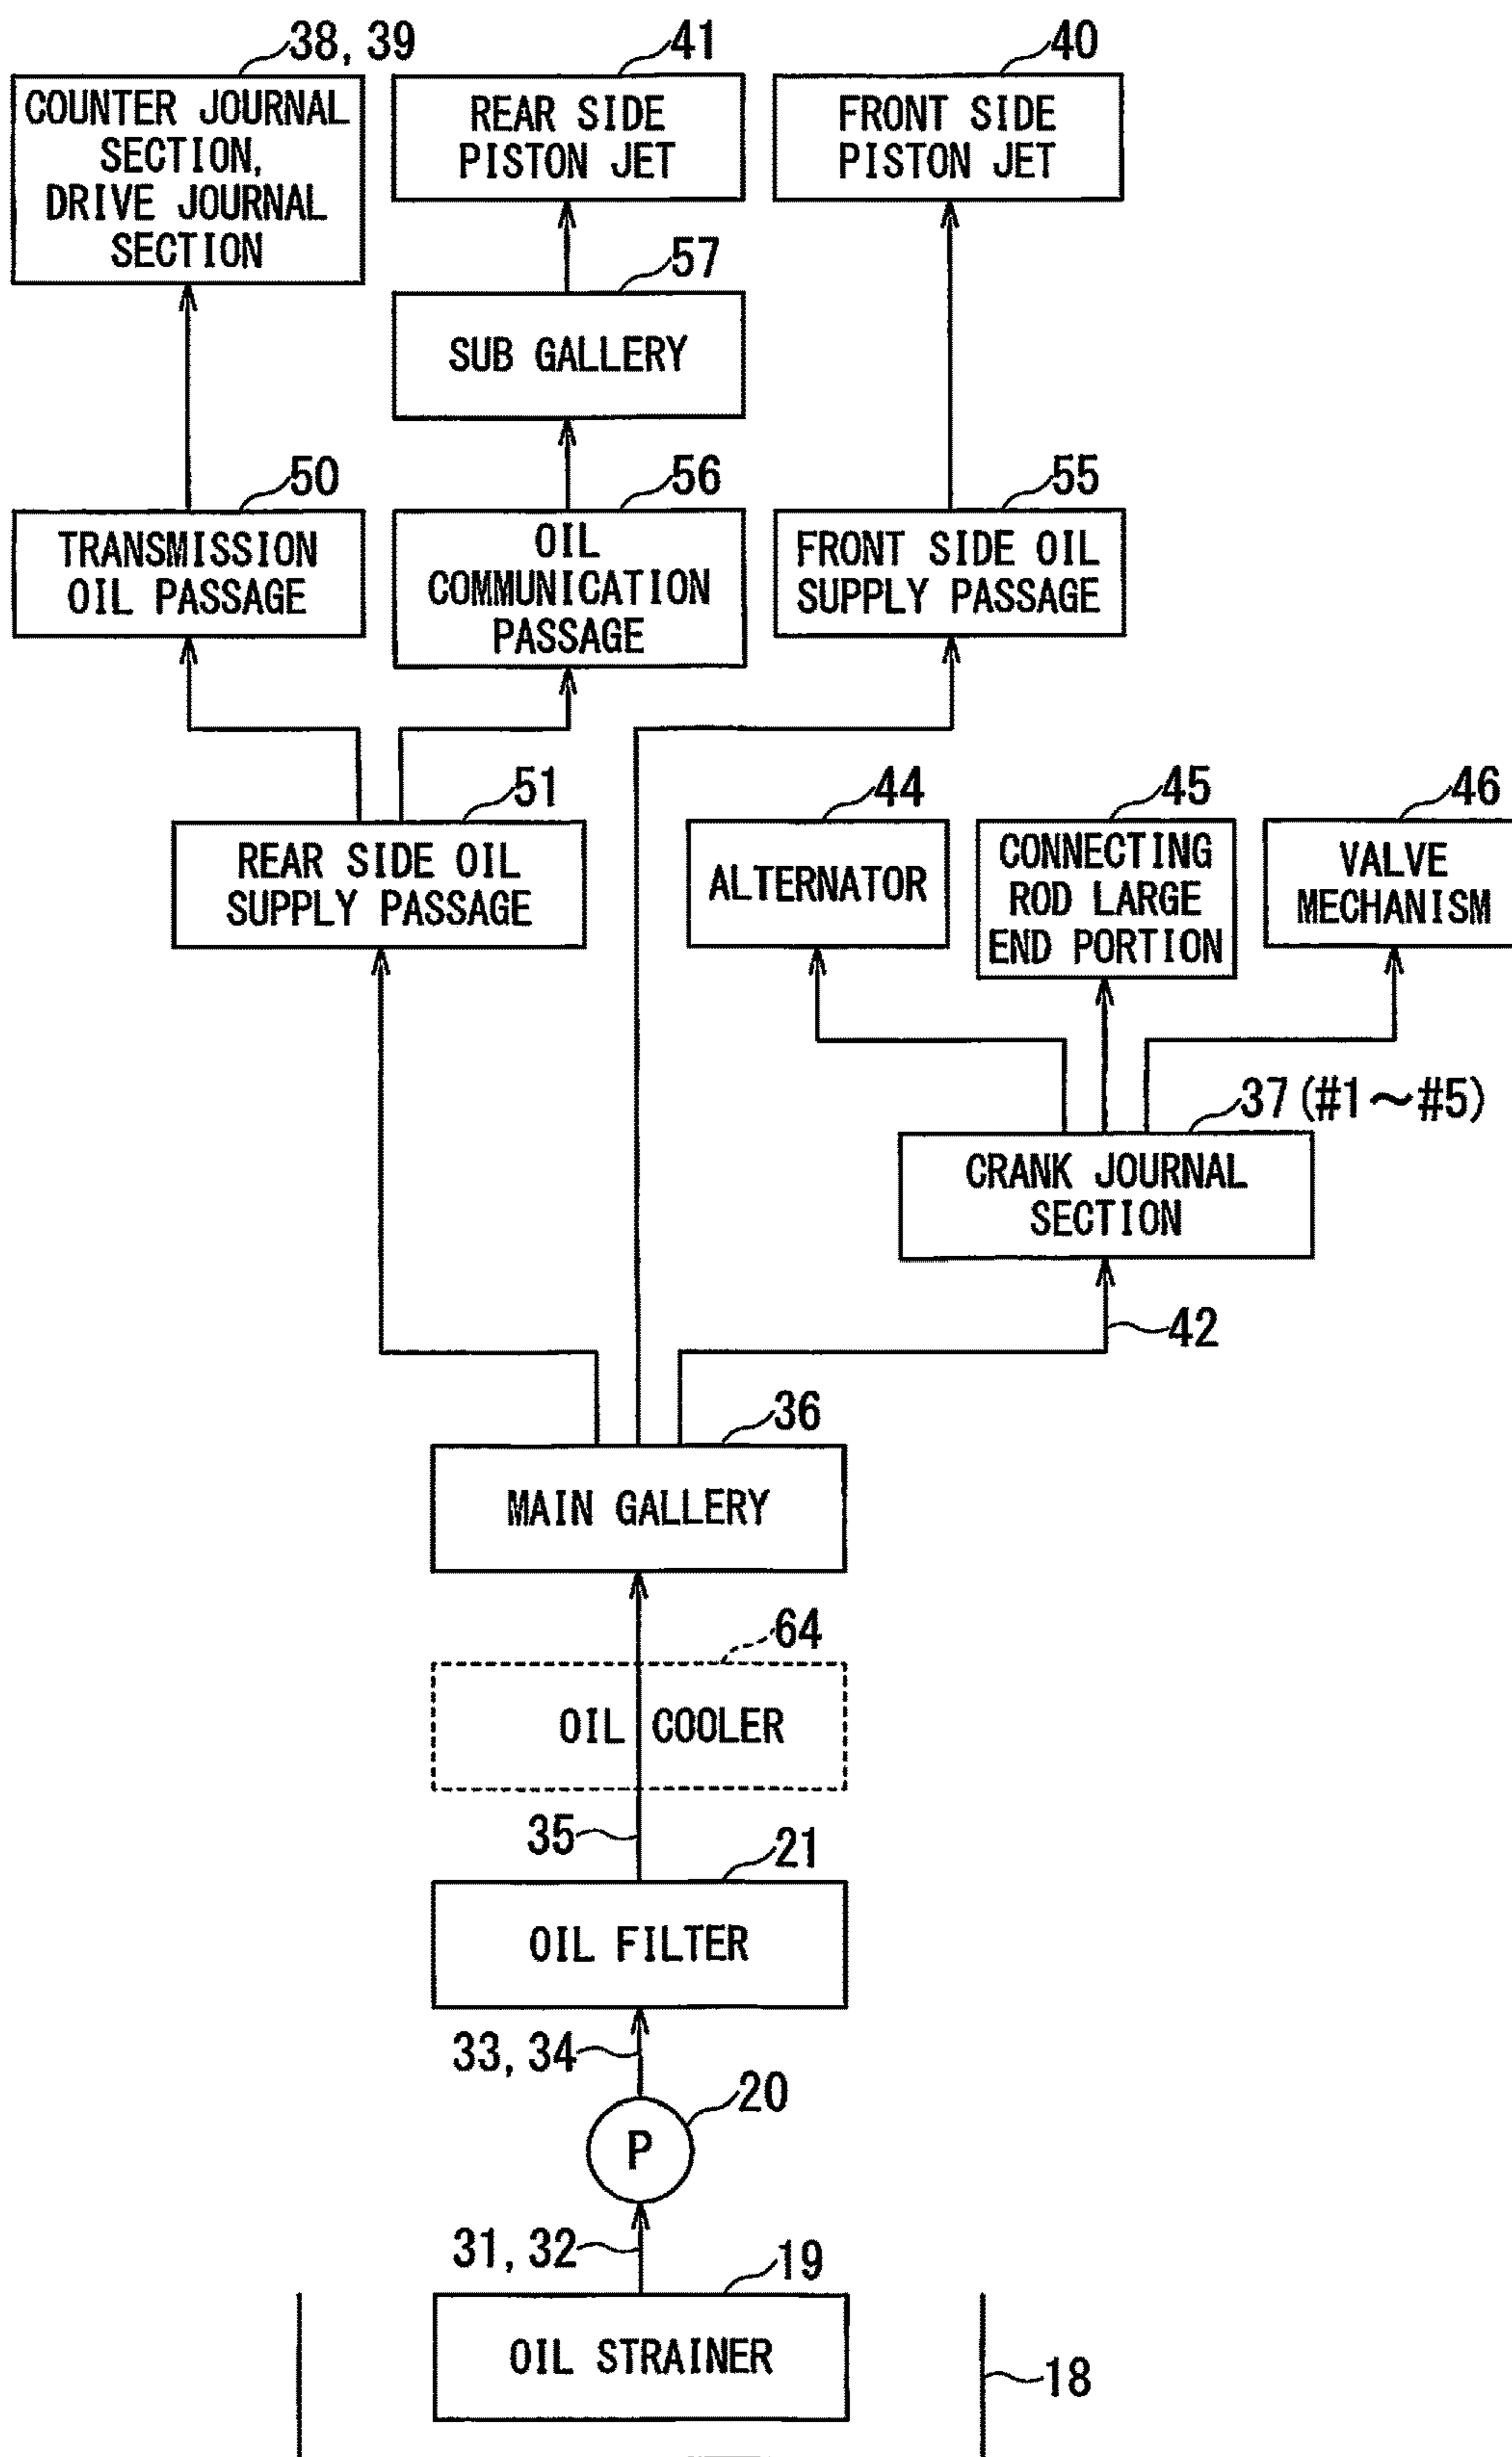 38, 39
COUNTER JOURNAL
SECTION,
DRIVE JOURNAL
SECTION
41
REAR SIDE
PISTON JET
40
FRONT SIDE
PISTON JET
57
SUB GALLERY
50
TRANSMISSION
OIL PASSAGE
56
OIL
COMMUNICATION
PASSAGE
55
FRONT SIDE OIL
SUPPLY PASSAGE
51
REAR SIDE OIL
SUPPLY PASSAGE
44
ALTERNATOR
45
CONNECTING
ROD LARGE
END PORTION
46
VALVE
MECHANISM
37 (#1～#5)
CRANK JOURNAL
SECTION
42
36
MAIN GALLERY
64
OIL COOLER
35
21
OIL FILTER
33, 34
20
P
31, 32
19
OIL STRAINER
18